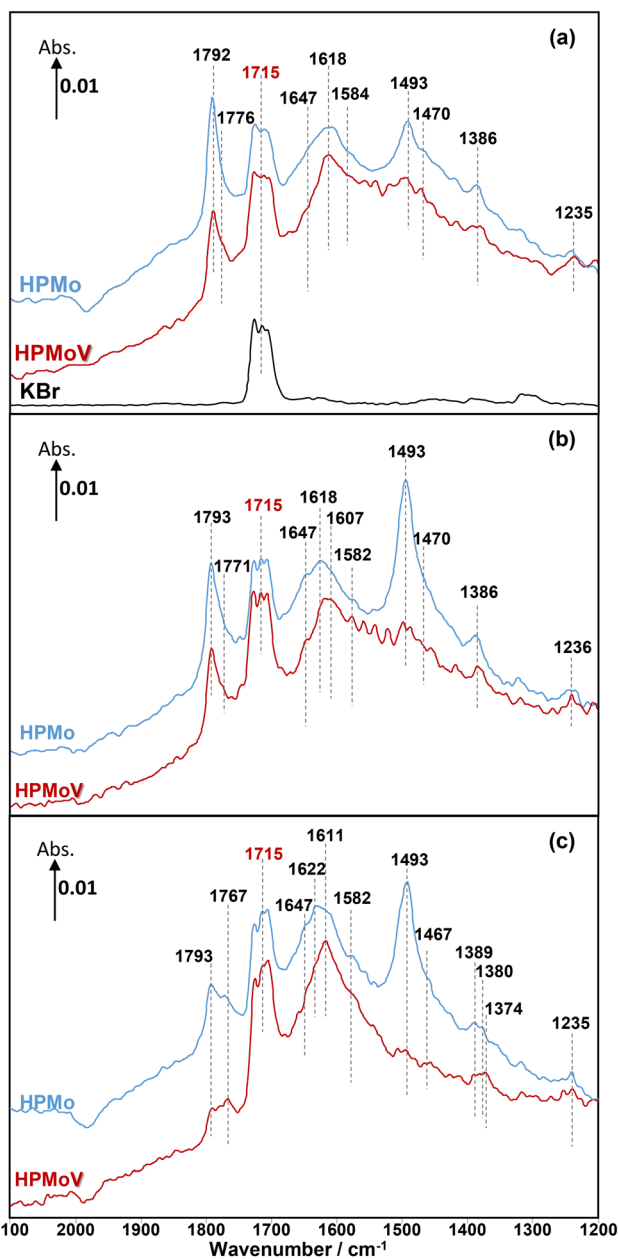 (a)
Abs.
0.01
1792
1776
1715
1618
1647
1584
1493
1470
1386
1235
HPMo
HPMoV
KBr
(b)
Abs.
0.01
1793
1771
1715
1618
1647
1607
1582
1493
1470
1386
1236
HPMo
HPMoV
(c)
Abs.
0.01
1793
1767
1715
1611
1622
1647
1582
1493
1467
1389
1380
1374
1235
HPMo
HPMoV
100 2000 1900 1800 1700 1600 1500 1400 1300 1200
Wavenumber / cm-1